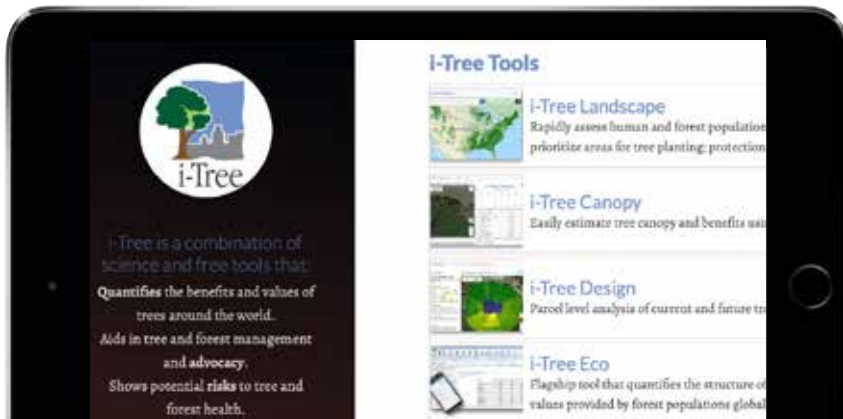 i-Tree
i-Tree is a combination of
science and free tools that:
Quantifies the benefits and values of
trees around the world.
Aids in tree and forest management
and advocacy.
Shows potential risks to tree and
forest health.
i-Tree Tools
i-Tree Landscape
Rapidly assess human and forest population
prioritize areas for tree planting; protection
i-Tree Canopy
Easily estimate tree canopy and benefits usin
i-Tree Design
Parcel level analysis of current and future tr
i-Tree Eco
Flagship tool that quantifies the structure of
values provided by forest populations global